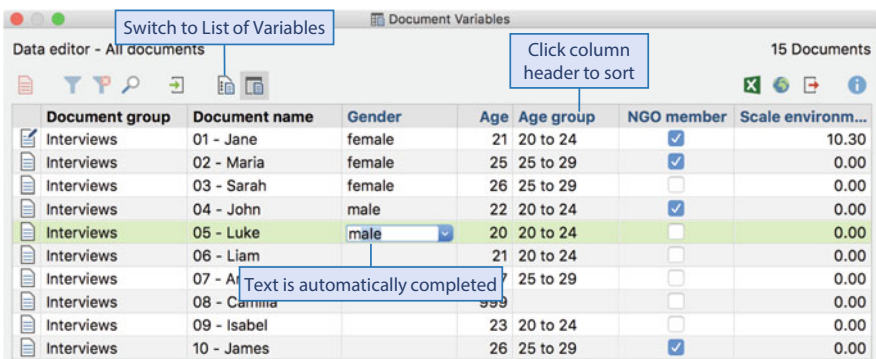 Document Variables
Switch to List of Variables
Data editor - All documents
Click column
header to sort
15 Documents
Document group Document name Gender Age Age group NGO member Scale environm...
Interviews 01 - Jane female 21 20 to 24 10.30
Interviews 02 - Maria female 25 25 to 29 0.00
Interviews 03 - Sarah female 26 25 to 29 0.00
Interviews 04 - John male 22 20 to 24 0.00
Interviews 05 - Luke male 20 20 to 24 0.00
Interviews 06 - Liam 21 20 to 24 0.00
Interviews 07 - 25 to 29 0.00
Text is automatically completed
Interviews 08 - Camilla 999 0.00
Interviews 09 - Isabel 23 20 to 24 0.00
Interviews 10 - James 26 25 to 29 0.00